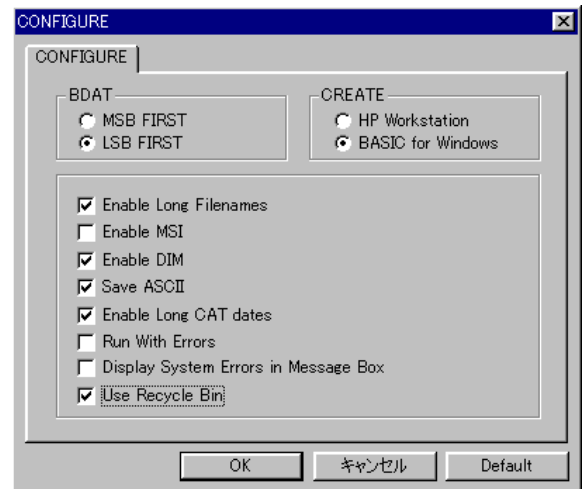 CONFIGURE
CONFIGURE
BDAT
MSB FIRST
LSB FIRST
CREATE
HP Workstation
BASIC for Windows
Enable Long Filenames
Enable MSI
Enable DIM
Save ASCII
Enable Long CAT dates
Run With Errors
Display System Errors in Message Box
Use Recycle Bin
OK キャンセル Default